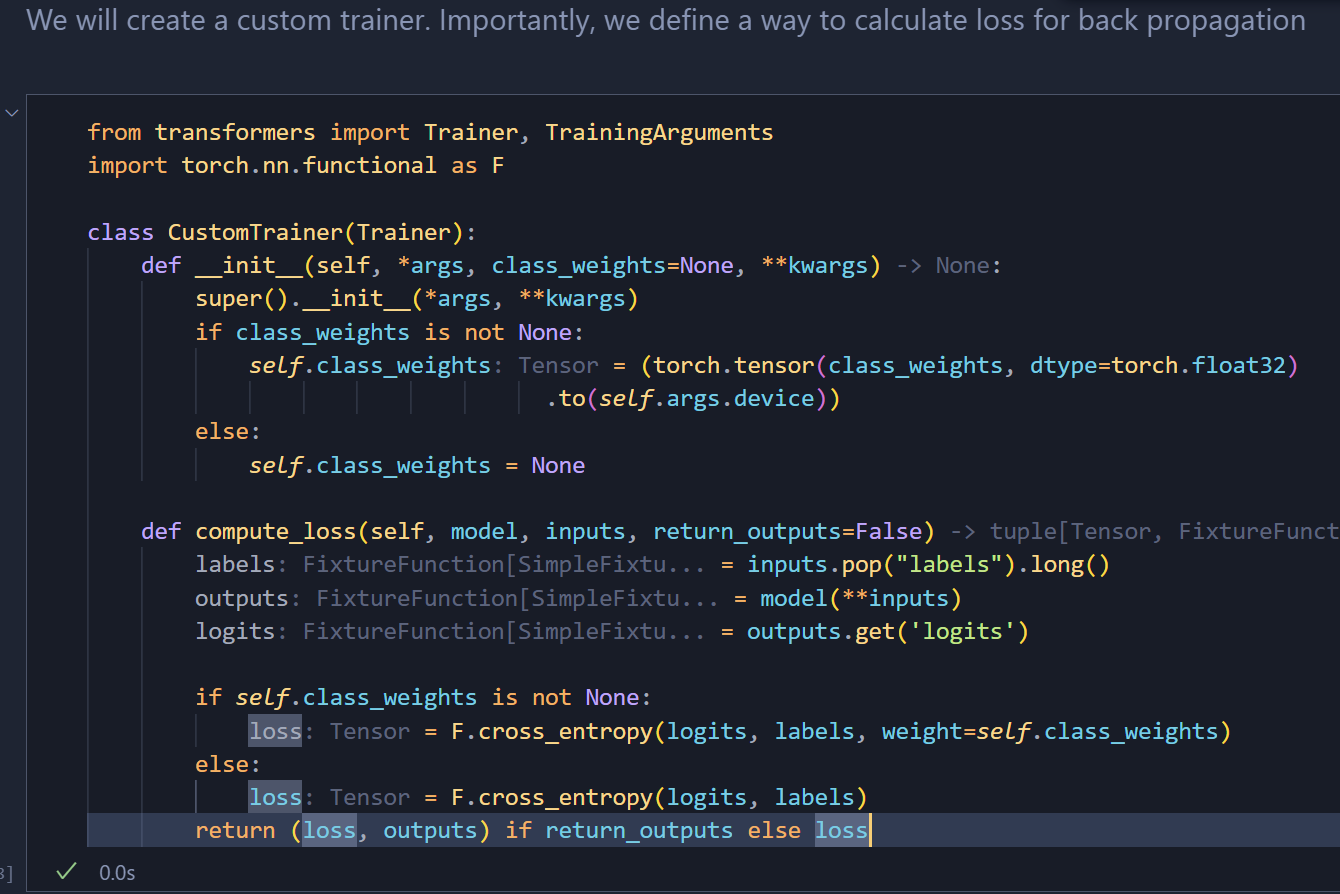 We will create a custom trainer. Importantly, we define a way to calculate loss for back propagation
from transformers import Trainer, TrainingArguments
import torch.nn.functional as F
class CustomTrainer(Trainer):
    def __init__(self, *args, class_weights=None, **kwargs) -> None:
        super().__init__(*args, **kwargs)
        if class_weights is not None:
            self.class_weights: Tensor = (torch.tensor(class_weights, dtype=torch.float32)
                                  .to(self.args.device))
        else:
            self.class_weights = None
    def compute_loss(self, model, inputs, return_outputs=False) -> tuple[Tensor, FixtureFunct
        labels: FixtureFunction[SimpleFixtu... = inputs.pop("labels").long()
        outputs: FixtureFunction[SimpleFixtu... = model(**inputs)
        logits: FixtureFunction[SimpleFixtu... = outputs.get('logits')
        if self.class_weights is not None:
            loss: Tensor = F.cross_entropy(logits, labels, weight=self.class_weights)
        else:
            loss: Tensor = F.cross_entropy(logits, labels)
        return (loss, outputs) if return_outputs else loss
]
0.0s